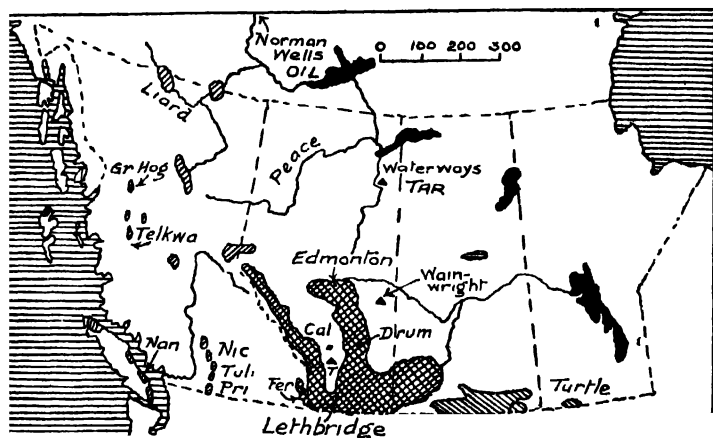 Norman
Wells
OIL
0 100 200 300
Liard
Peace
Gr Hog
Waterways
TAR
Telkwa
Edmonton
Wain-
wright
Cal
Drum
T
Nan
Nic
Tul
Pri
Fer
Turtle
Lethbridge